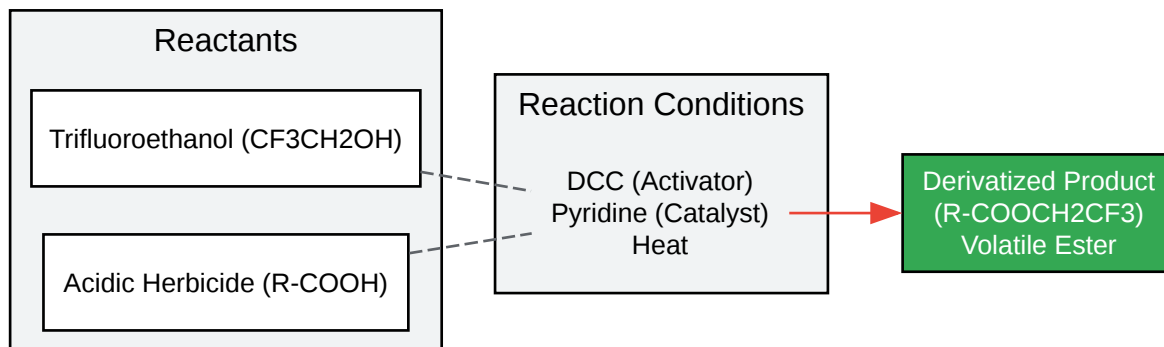 Reactants
Trifluoroethanol (CF3CH2OH)
Acidic Herbicide (R-COOH)
Reaction Conditions
DCC (Activator)
Pyridine (Catalyst)
Heat
Derivatized Product
(R-COOCH2CF3)
Volatile Ester